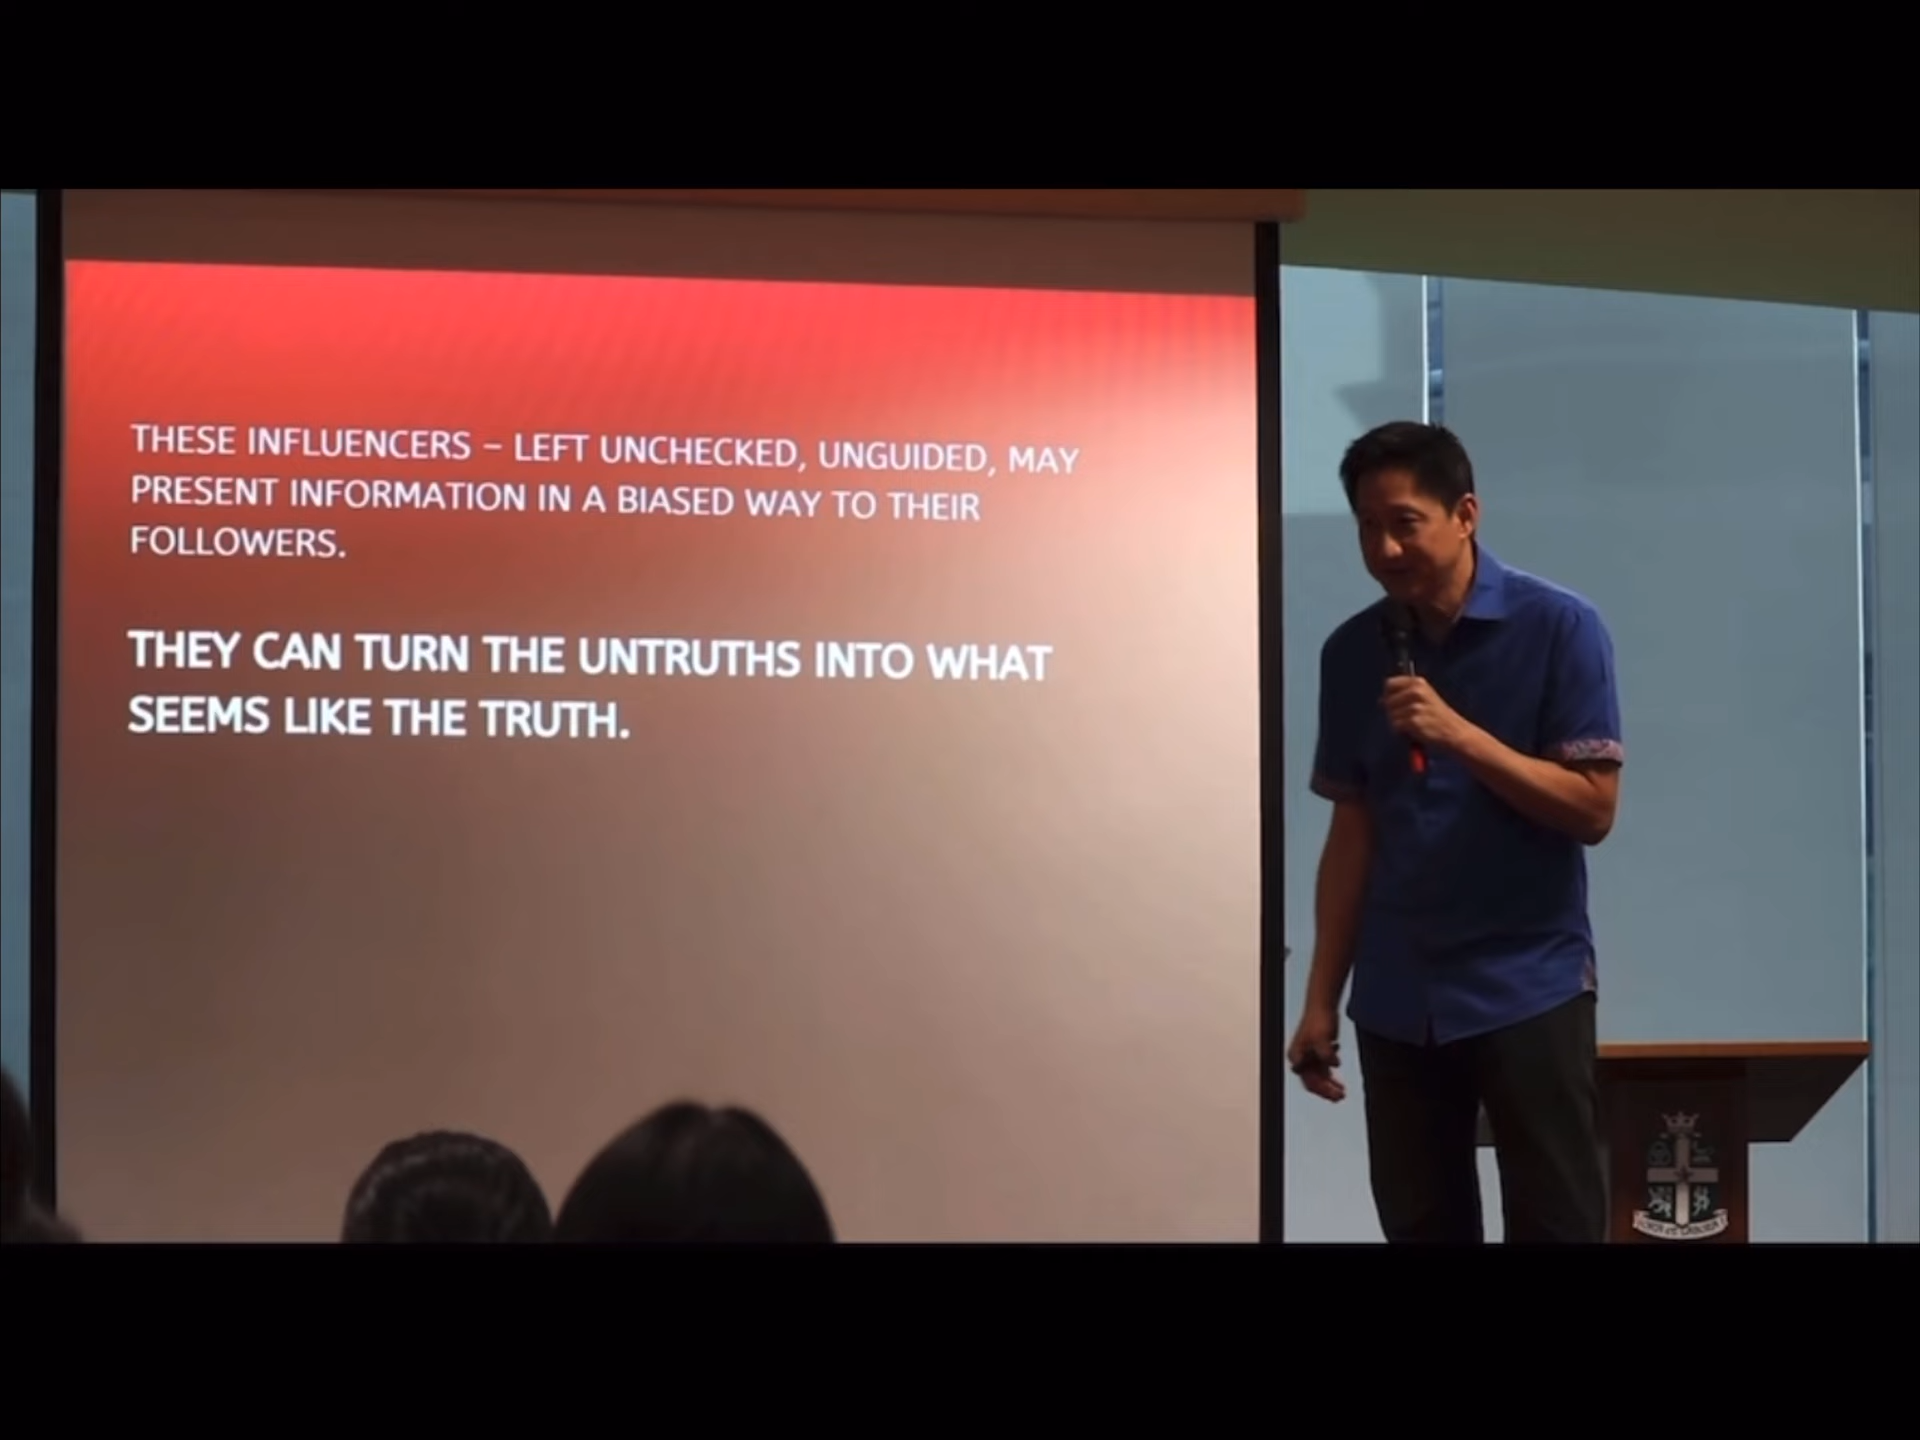 THESE INFLUENCERS – LEFT UNCHECKED, UNGUIDED, MAY
PRESENT INFORMATION IN A BIASED WAY TO THEIR
FOLLOWERS.
THEY CAN TURN THE UNTRUTHS INTO WHAT
SEEMS LIKE THE TRUTH.